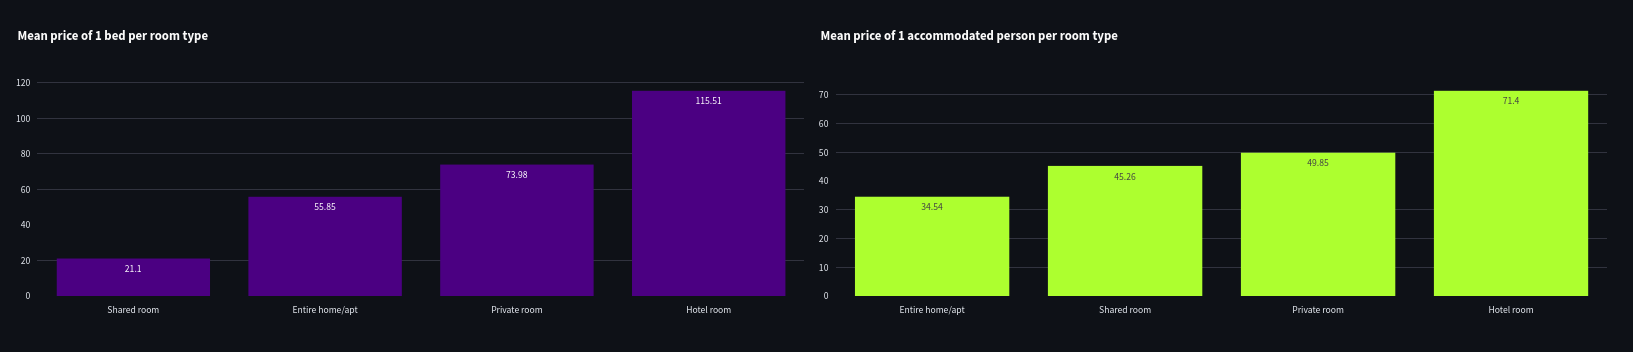 Mean price of 1 bed per room type
120
100
80
60
40
20
0
115.51
73.98
55.85
21.1
Shared room
Entire home/apt
Private room
Hotel room
Mean price of 1 accommodated person per room type
70
60
50
40
30
20
10
0
71.4
49.85
45.26
34.54
Entire home/apt
Shared room
Private room
Hotel room